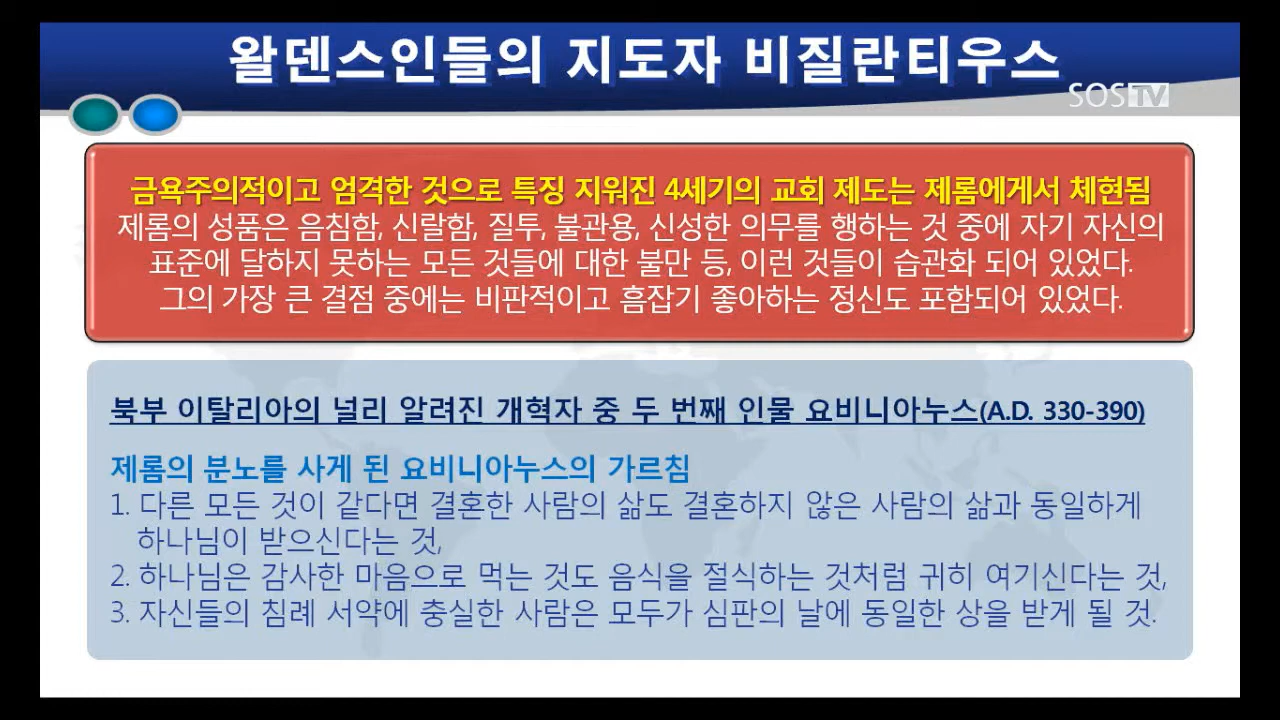 왈덴스인들의 지도자 비질란티우스
SOSTV
금욕주의적이고 엄격한 것으로 특징 지워진 4세기의 교회 제도는 제롬에게서 체현됨
제롬의 성품은 음침함, 신랄함, 질투, 불관용, 신성한 의무를 행하는 것 중에 자기 자신의
표준에 달하지 못하는 모든 것들에 대한 불만 등, 이런 것들이 습관화 되어 있었다.
그의 가장 큰 결점 중에는 비판적이고 흠잡기 좋아하는 정신도 포함되어 있었다.
북부 이탈리아의 널리 알려진 개혁자 중 두 번째 인물 요비니아누스(A.D. 330-390)
제롬의 분노를 사게 된 요비니아누스의 가르침
1. 다른 모든 것이 같다면 결혼한 사람의 삶도 결혼하지 않은 사람의 삶과 동일하게
하나님이 받으신다는 것,
2. 하나님은 감사한 마음으로 먹는 것도 음식을 절식하는 것처럼 귀히 여기신다는 것,
3. 자신들의 침례 서약에 충실한 사람은 모두가 심판의 날에 동일한 상을 받게 될 것.